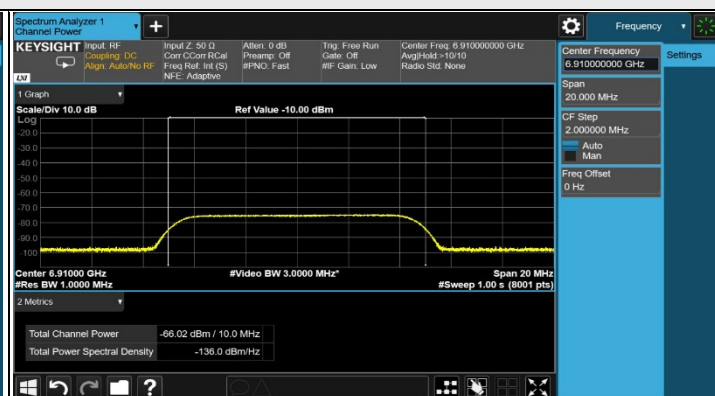 Spectrum Analyzer 1
Channel Power
Frequency
KEYSIGHT
Input: RF
Coupling: DC
Align: Auto/No RF
Input Z: 50 Ω
Corr CCorr RCal
Freq Ref: Int (S)
NFE: Adaptive
Atten: 0 dB
Preamp: Off
#PNO: Fast
Trig: Free Run
Gate: Off
#IF Gain: Low
Center Freq: 6.910000000 GHz
Avg|Hold:>10/10
Radio Std: None
LXI
Center Frequency
6.910000000 GHz
Settings
Span
20.000 MHz
CF Step
2.000000 MHz
Auto
Man
Freq Offset
0 Hz
1 Graph
Scale/Div 10.0 dB
Ref Value -10.00 dBm
Log
-20.0
-30.0
-40.0
-50.0
-60.0
-70.0
-80.0
-90.0
-100
Center 6.91000 GHz
#Video BW 3.0000 MHz*
Span 20 MHz
#Res BW 1.0000 MHz
#Sweep 1.00 s (8001 pts)
2 Metrics
Total Channel Power
-66.02 dBm / 10.0 MHz
Total Power Spectral Density
-136.0 dBm/Hz
?